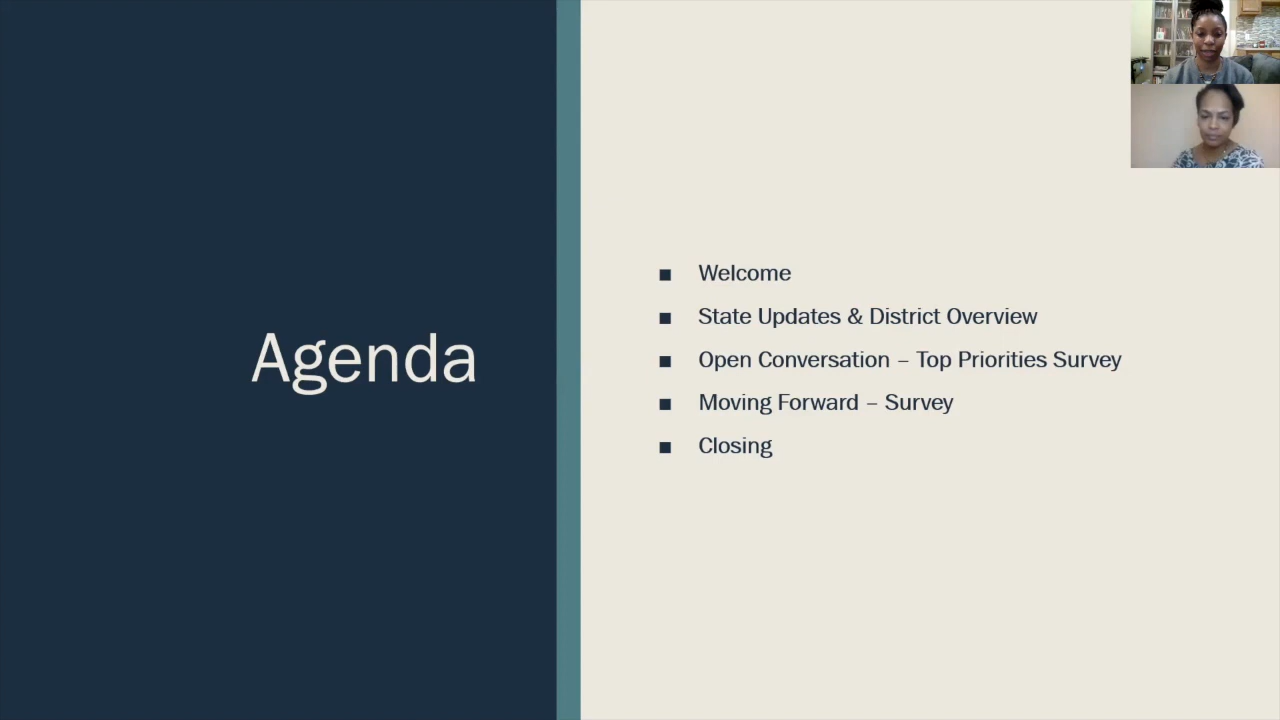 Agenda
■ Welcome
■ State Updates & District Overview
■ Open Conversation – Top Priorities Survey
■ Moving Forward – Survey
■ Closing